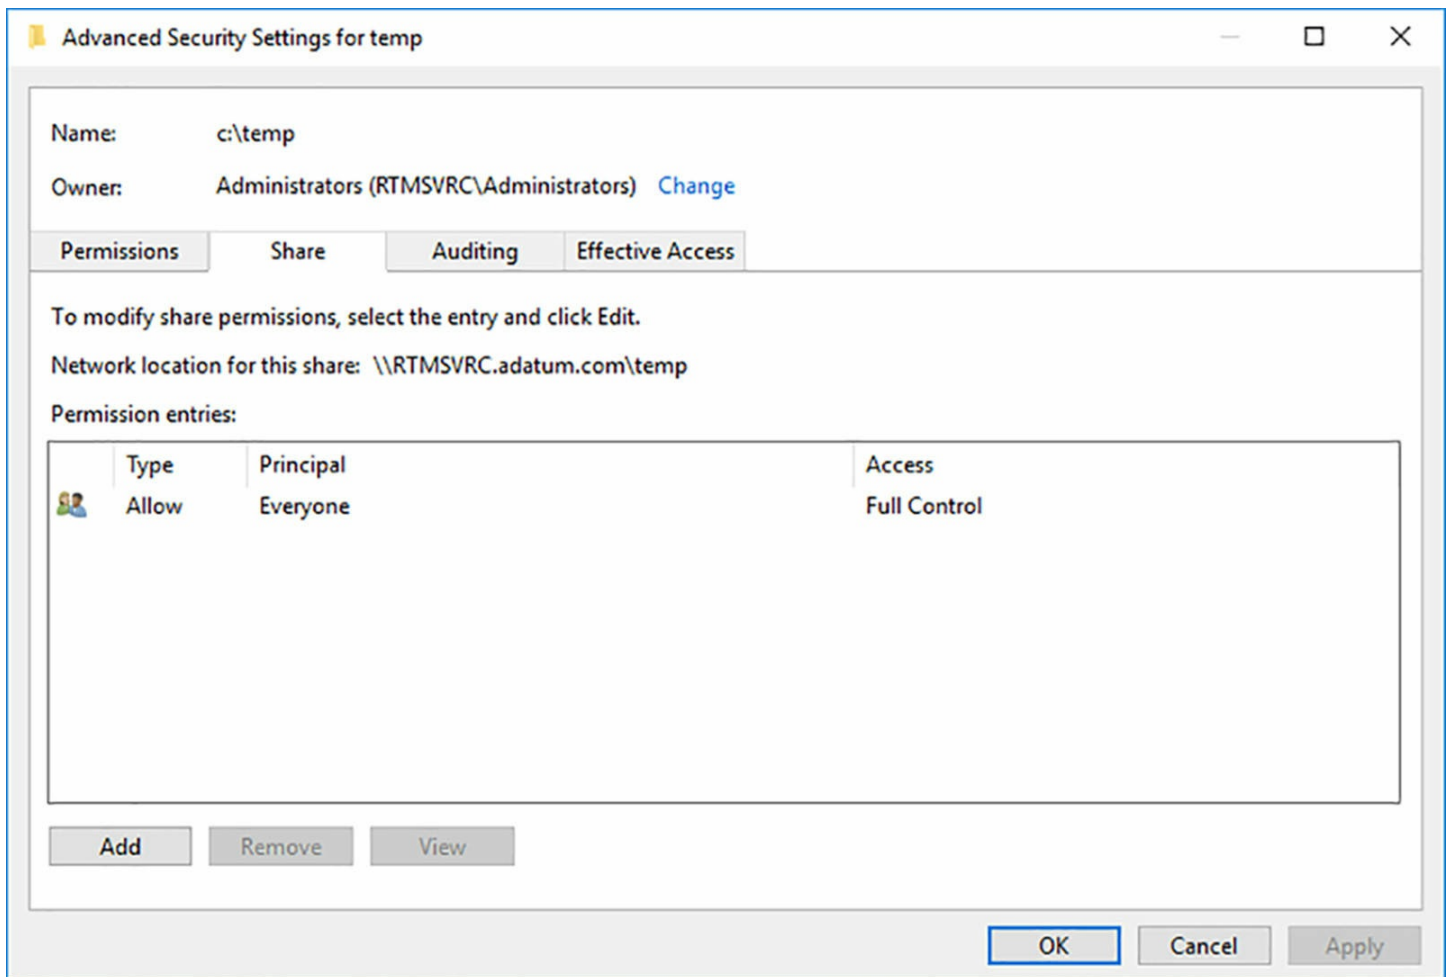 Advanced Security Settings for temp
Name: c:\temp
Owner: Administrators (RTMSVRC\Administrators) Change
Permissions Share Auditing Effective Access
To modify share permissions, select the entry and click Edit.
Network location for this share: \\RTMSVRC.adatum.com\temp
Permission entries:
Type Principal Access
Allow Everyone Full Control
Add Remove View
OK Cancel Apply